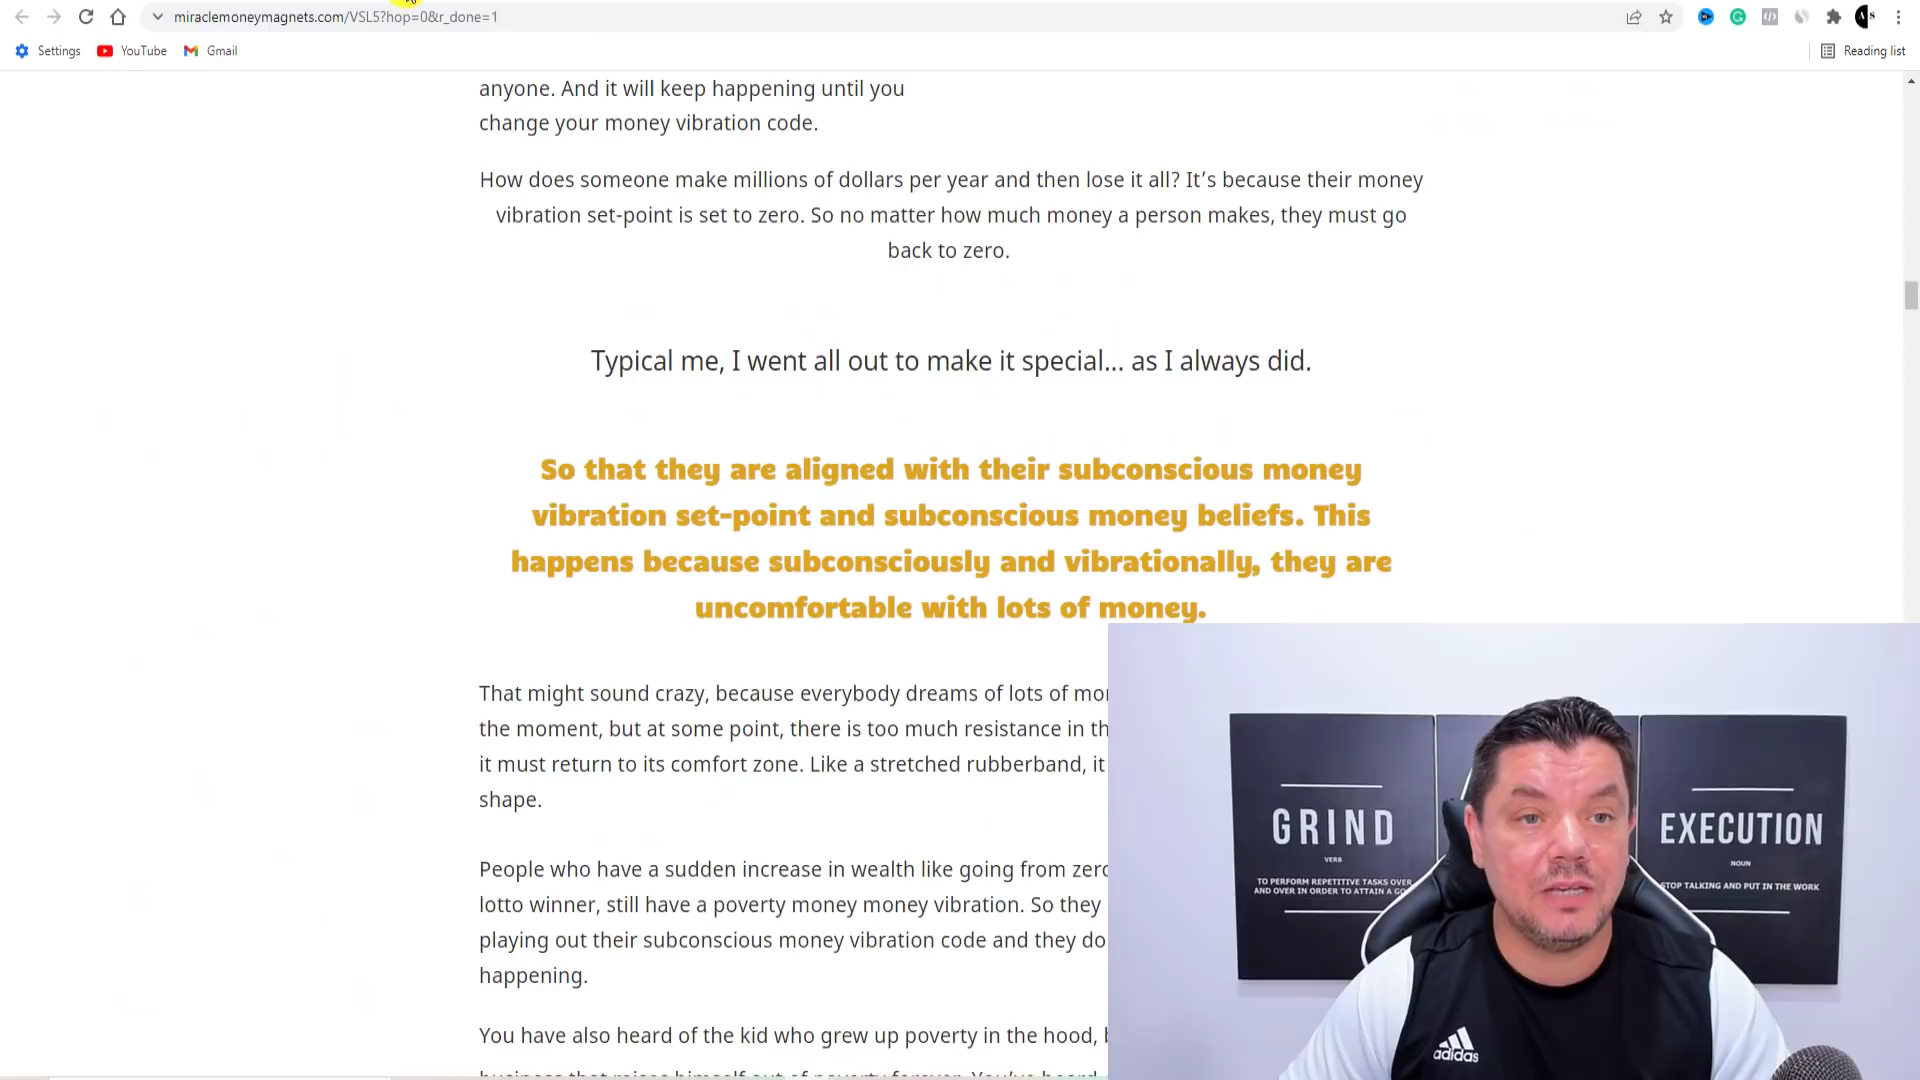 miraclemoneymagnets.com/VSL5?hop=0&r_done=1
Settings
YouTube
Gmail
Reading list
anyone. And it will keep happening until you
change your money vibration code.
How does someone make millions of dollars per year and then lose it all? It's because their money
vibration set-point is set to zero. So no matter how much money a person makes, they must go
back to zero.
Typical me, I went all out to make it special... as I always did.
So that they are aligned with their subconscious money
vibration set-point and subconscious money beliefs. This
happens because subconsciously and vibrationally, they are
uncomfortable with lots of money.
That might sound crazy, because everybody dreams of lots of
the moment, but at some point, there is too much resistance in
it must return to its comfort zone. Like a stretched rubberband, it
shape.
People who have a sudden increase in wealth like going from
lotto winner, still have a poverty money money vibration. So they
playing out their subconscious money vibration code and they do
happening.
You have also heard of the kid who grew up poverty in the hood,
GRIND
VERB
TO PERFORM REPETITIVE TASKS OVER
AND OVER IN ORDER TO ATTAIN A
EXECUTION
NOUN
STOP TALKING AND PUT IN THE WORK
adidas